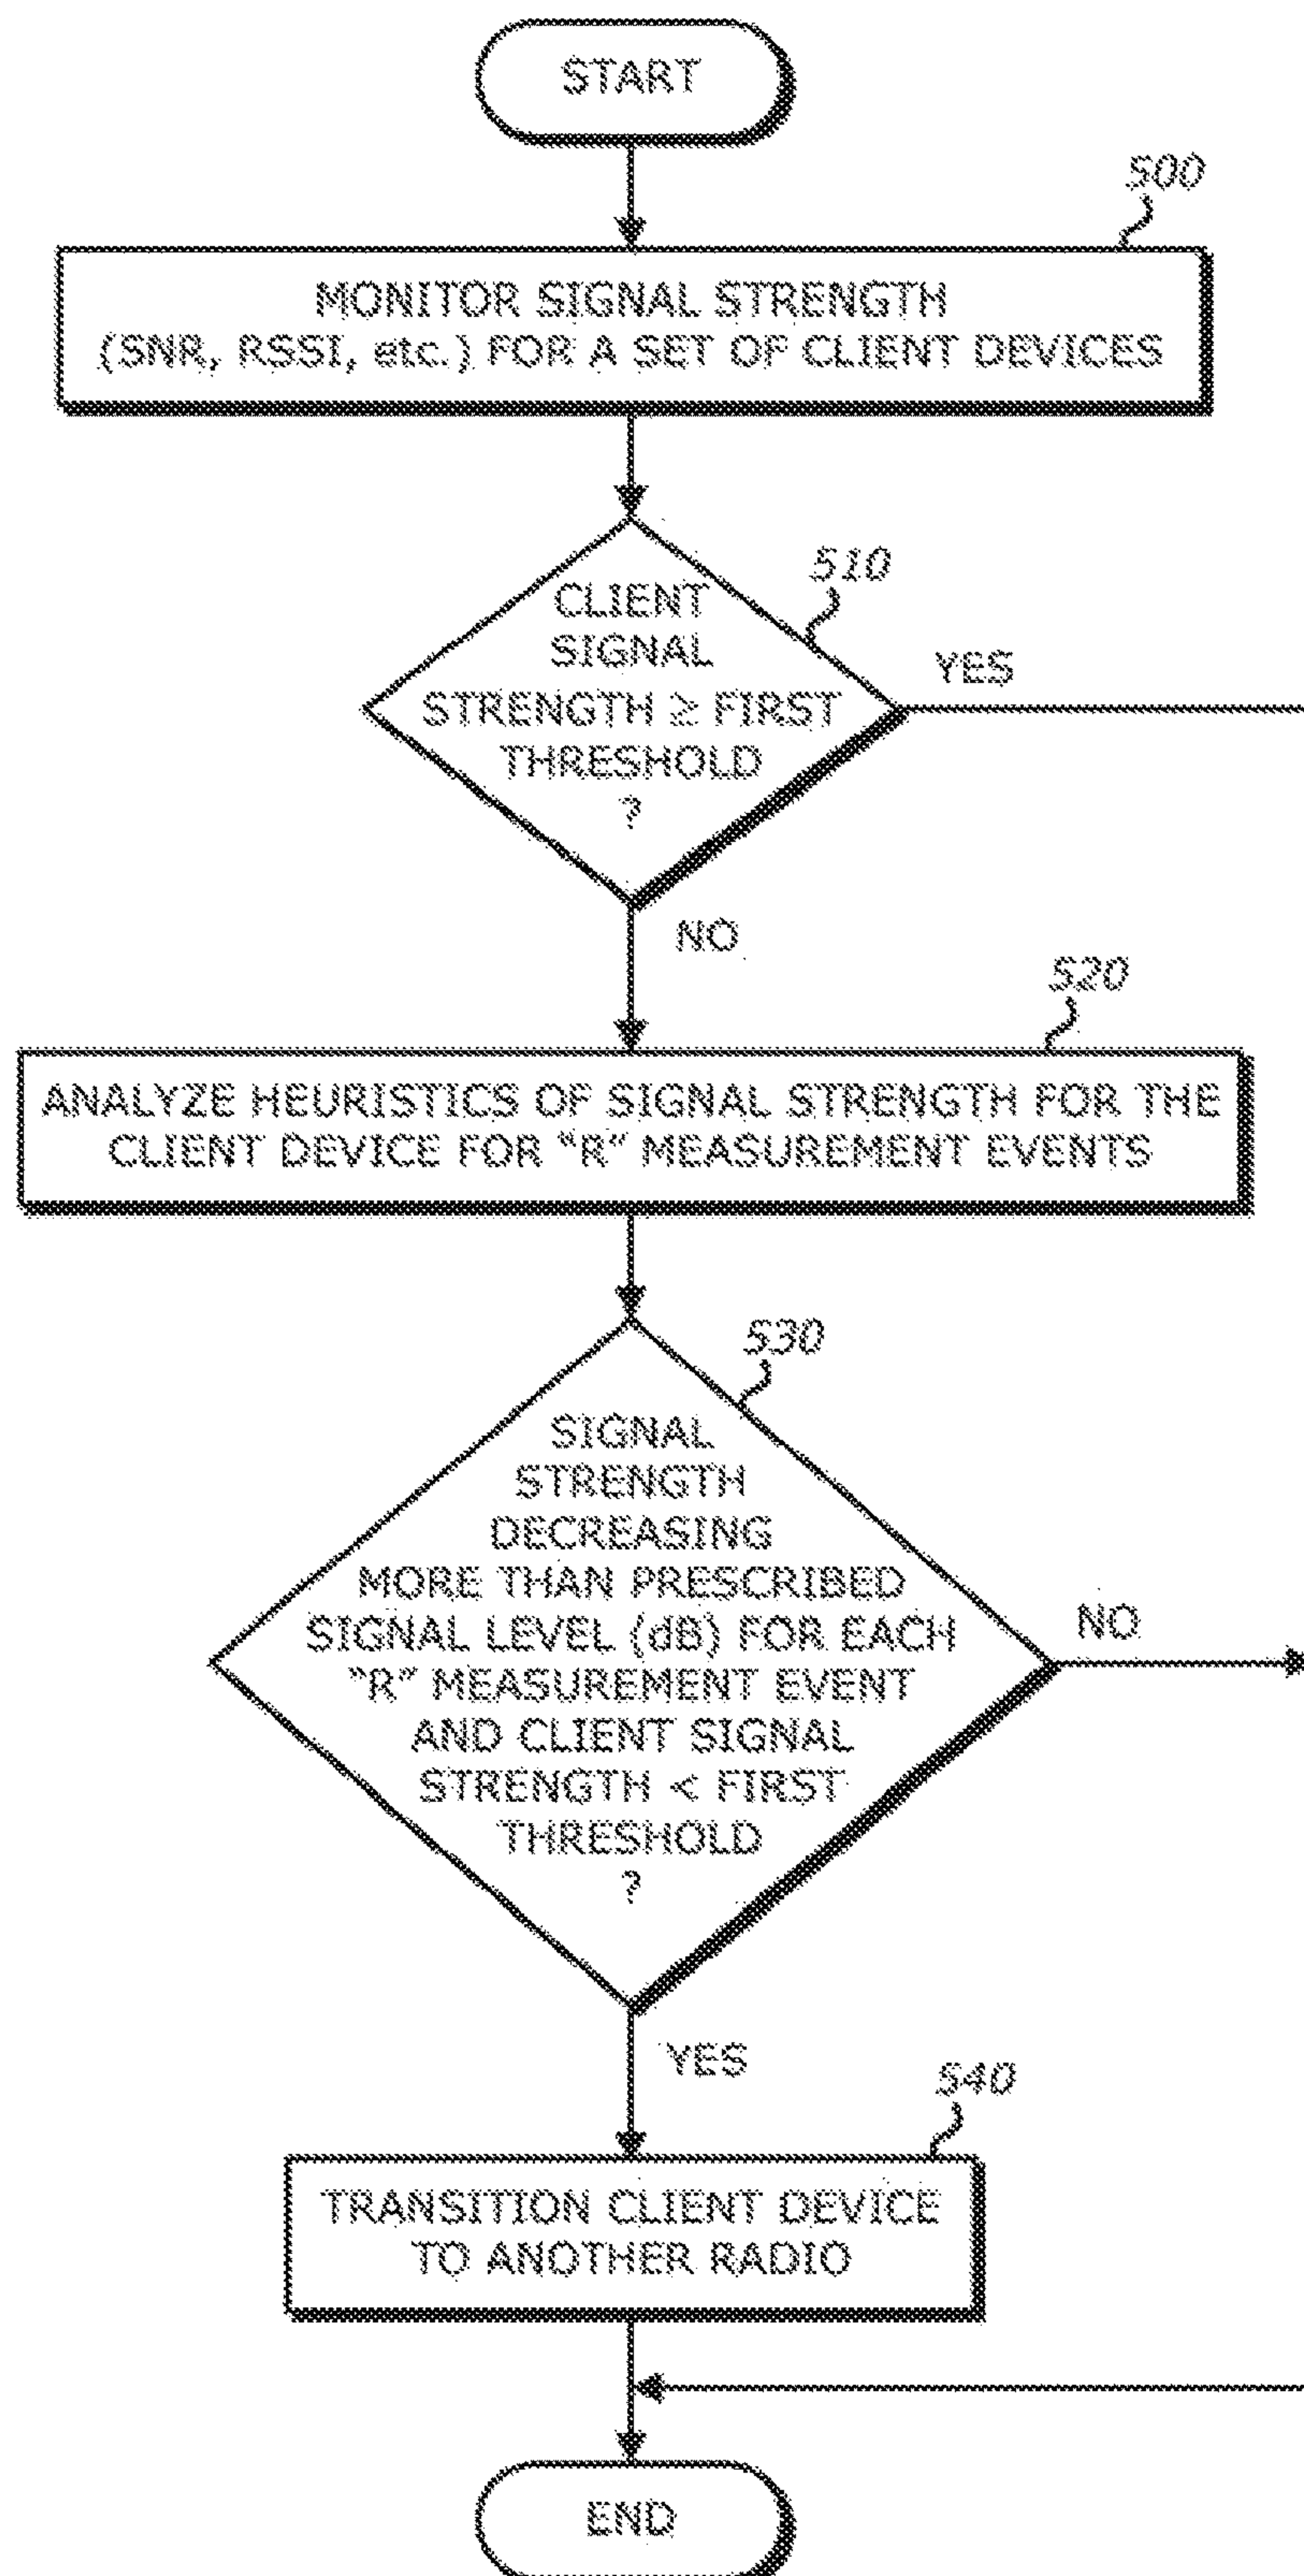 START
500
MONITOR SIGNAL STRENGTH
(SNR, RSSI, etc.) FOR A SET OF CLIENT DEVICES
510
CLIENT
SIGNAL
STRENGTH ≥ FIRST
THRESHOLD
?
YES
NO
520
ANALYZE HEURISTICS OF SIGNAL STRENGTH FOR THE
CLIENT DEVICE FOR “R” MEASUREMENT EVENTS
530
SIGNAL
STRENGTH
DECREASING
MORE THAN PRESCRIBED
SIGNAL LEVEL (dB) FOR EACH
“R” MEASUREMENT EVENT
AND CLIENT SIGNAL
STRENGTH < FIRST
THRESHOLD
?
NO
YES
540
TRANSITION CLIENT DEVICE
TO ANOTHER RADIO
END